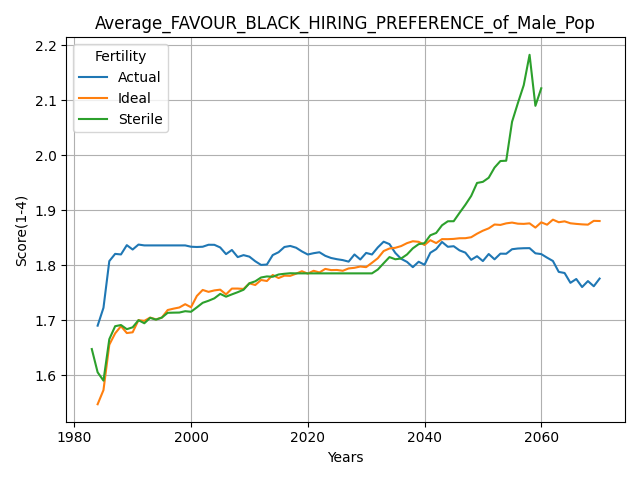 Average_FAVOUR_BLACK_HIRING_PREFERENCE_of_Male_Pop
Fertility
Actual
Ideal
Sterile
Score(1-4)
2.2
2.1
2.0
1.9
1.8
1.7
1.6
1980 2000 2020 2040 2060
Years